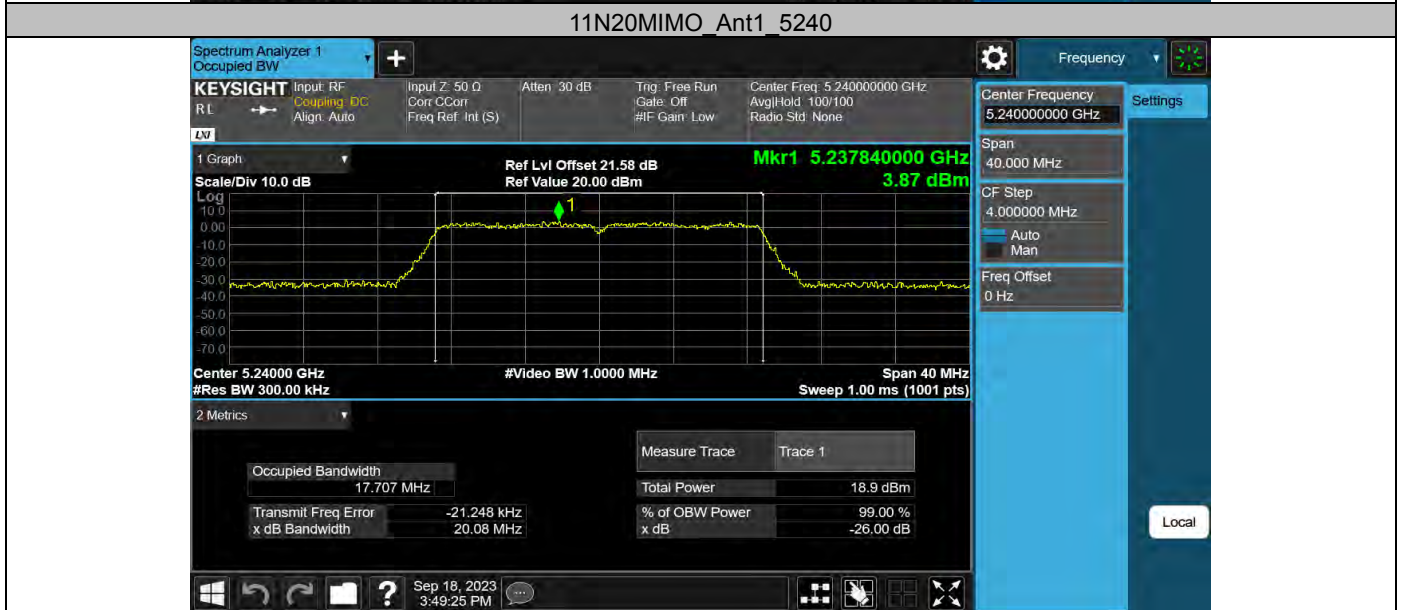 11N20MIMO_Ant1_5240
Spectrum Analyzer 1
Occupied BW
+
Frequency
KEYSIGHT
RL
LXI
Input: RF
Coupling: DC
Align: Auto
Input Z: 50 Ω
Corr CCorr
Freq Ref: Int (S)
Atten: 30 dB
Trig: Free Run
Gate: Off
#IF Gain: Low
Center Freq: 5.240000000 GHz
Avg|Hold: 100/100
Radio Std: None
Center Frequency
5.240000000 GHz
Settings
Span
40.000 MHz
CF Step
4.000000 MHz
Auto
Man
Freq Offset
0 Hz
Local
1 Graph
Scale/Div 10.0 dB
Ref Lvl Offset 21.58 dB
Ref Value 20.00 dBm
Mkr1 5.237840000 GHz
3.87 dBm
Log
10.0
0.00
-10.0
-20.0
-30.0
-40.0
-50.0
-60.0
-70.0
1
Center 5.24000 GHz
#Res BW 300.00 kHz
#Video BW 1.0000 MHz
Span 40 MHz
Sweep 1.00 ms (1001 pts)
2 Metrics
Measure Trace Trace 1
Occupied Bandwidth
17.707 MHz
Total Power 18.9 dBm
Transmit Freq Error -21.248 kHz
% of OBW Power 99.00 %
x dB Bandwidth 20.08 MHz
x dB -26.00 dB
?
Sep 18, 2023
3:49:25 PM